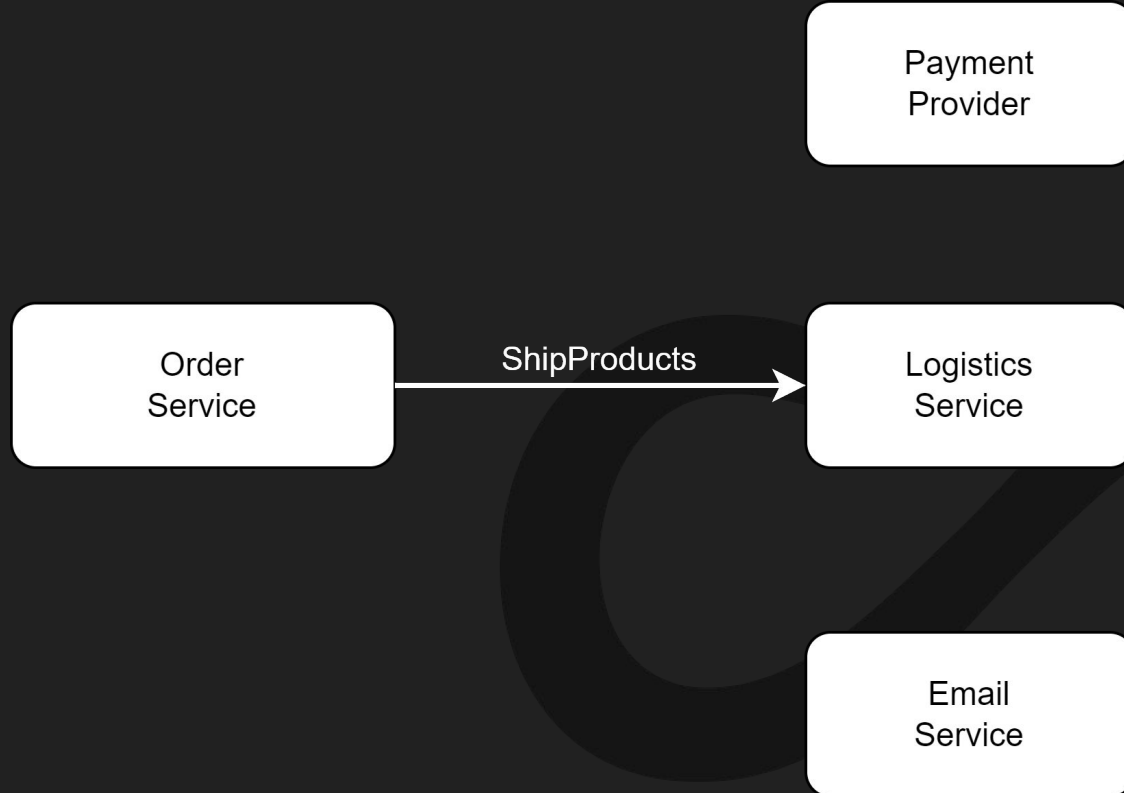 Payment
Provider
Order
Service
ShipProducts
Logistics
Service
Email
Service